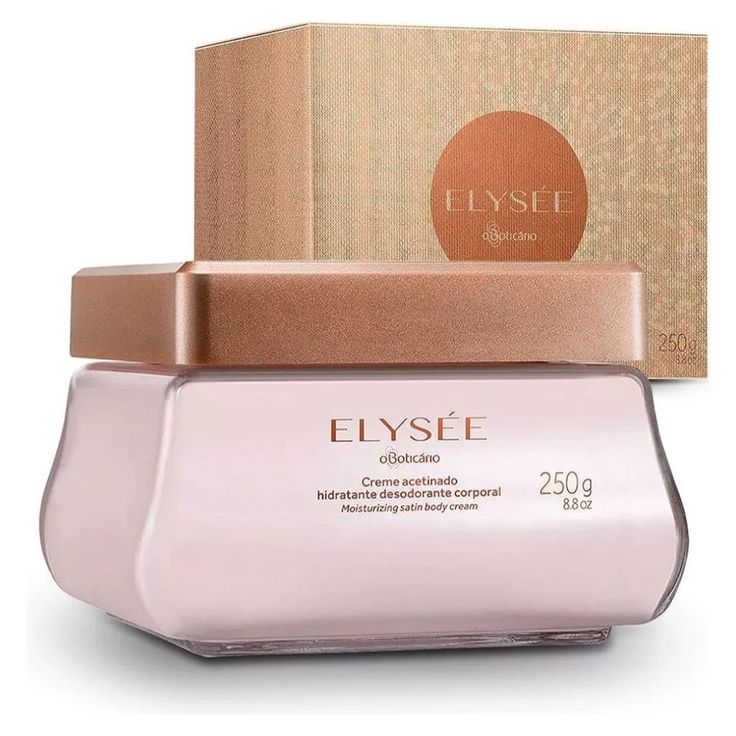 ELYSÉE
oBoticário
250g
8.8 oz
ELYSÉE
oBoticário
Creme acetinado
hidratante desodorante corporal
Moisturizing satin body cream
250g
8.8 oz